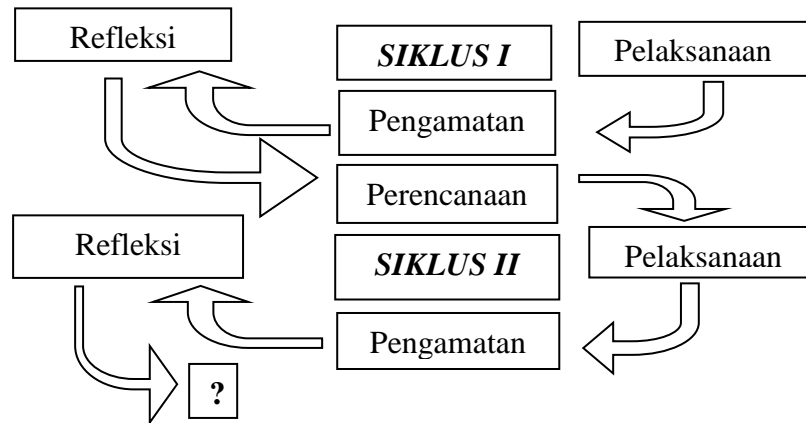 Refleksi
SIKLUS I
Pelaksanaan
Pengamatan
Perencanaan
Refleksi
SIKLUS II
Pelaksanaan
Pengamatan
?